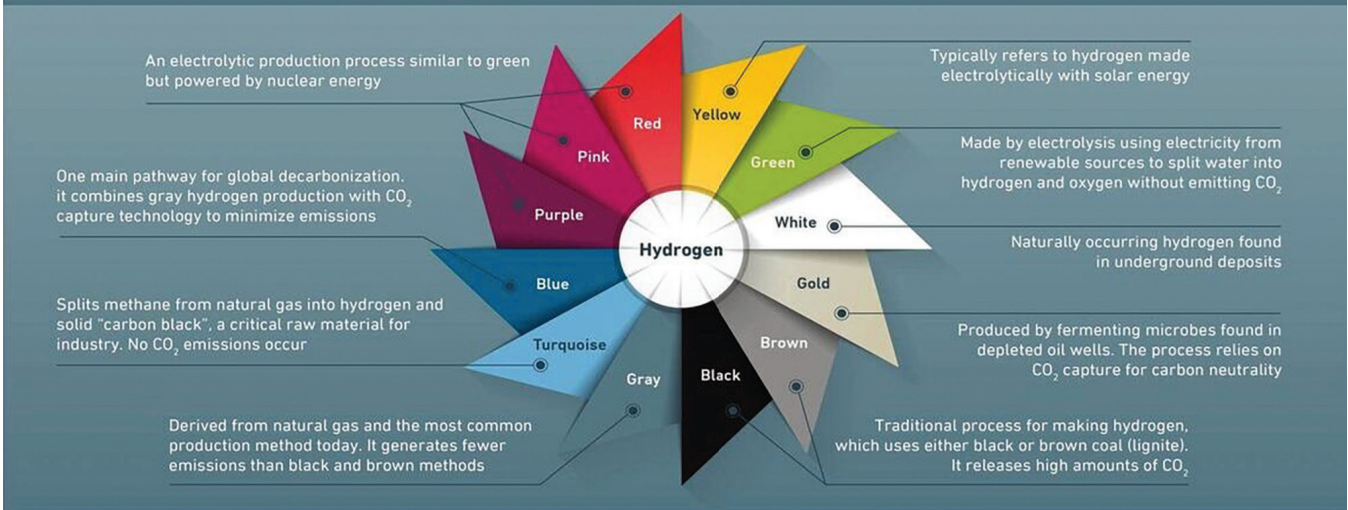 An electrolytic production process similar to green
but powered by nuclear energy
Typically refers to hydrogen made
electrolytically with solar energy
Red
Yellow
Pink
Green
Made by electrolysis using electricity from
renewable sources to split water into
hydrogen and oxygen without emitting CO₂
One main pathway for global decarbonization.
it combines gray hydrogen production with CO₂
capture technology to minimize emissions
Purple
White
Hydrogen
Naturally occurring hydrogen found
in underground deposits
Blue
Gold
Splits methane from natural gas into hydrogen and
solid “carbon black”, a critical raw material for
industry. No CO₂ emissions occur
Turquoise
Brown
Produced by fermenting microbes found in
depleted oil wells. The process relies on
CO₂ capture for carbon neutrality
Gray
Black
Derived from natural gas and the most common
production method today. It generates fewer
emissions than black and brown methods
Traditional process for making hydrogen,
which uses either black or brown coal (lignite).
It releases high amounts of CO₂